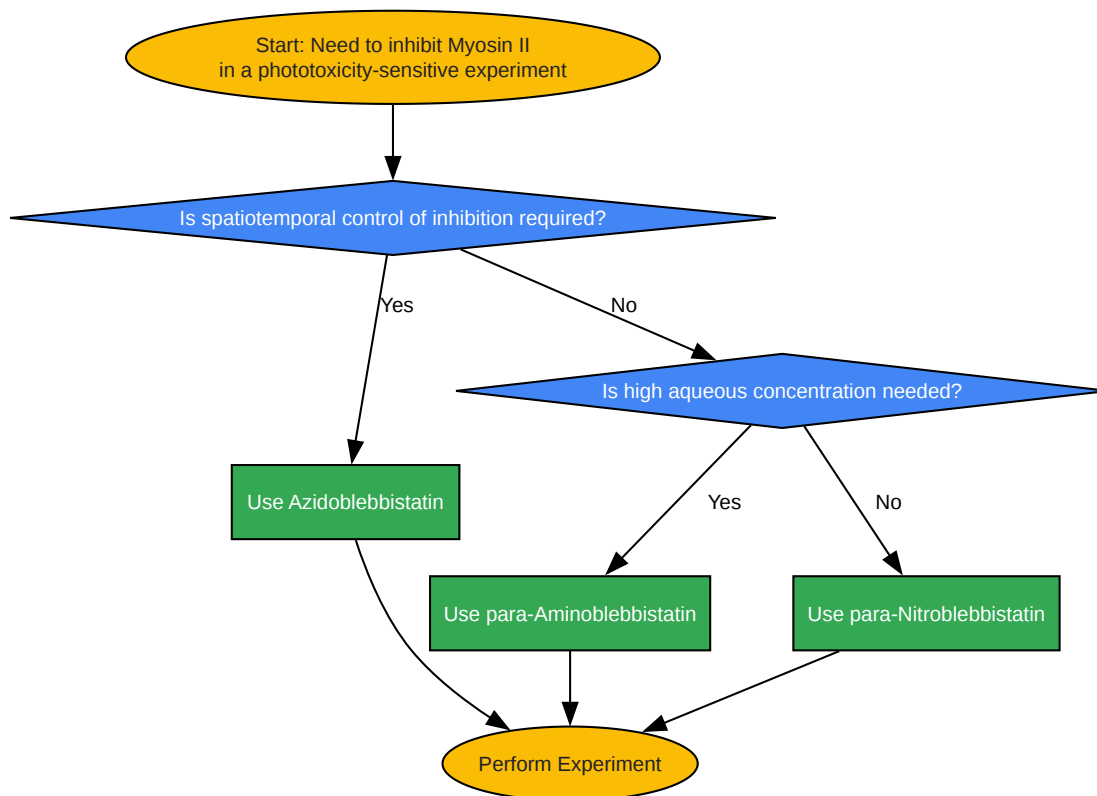 Start: Need to inhibit Myosin II
in a phototoxicity-sensitive experiment
Is spatiotemporal control of inhibition required?
Yes
No
Is high aqueous concentration needed?
Use Azidoblebbistatin
Yes
No
Use para-Aminoblebbistatin
Use para-Nitroblebbistatin
Perform Experiment